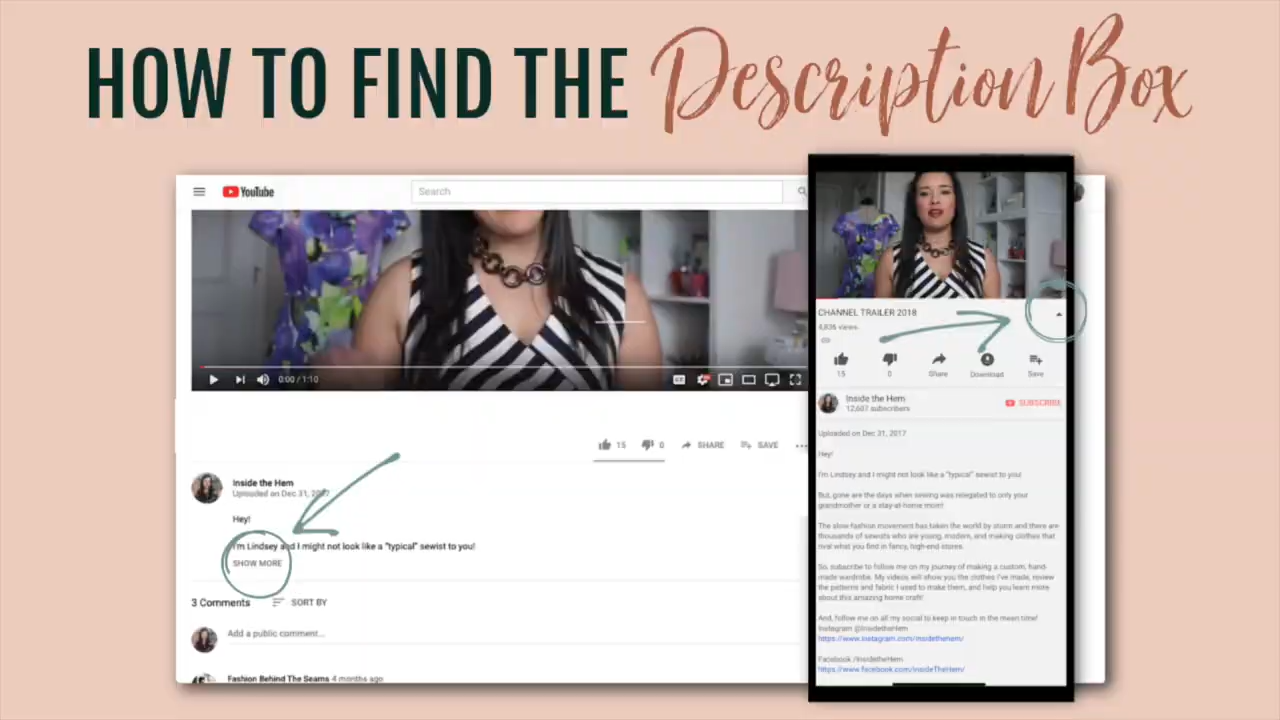 HOW TO FIND THE Description Box
YouTube
Search
0:00 / 1:10
15 0 SHARE SAVE
Inside the Hem
Uploaded on Dec 31, 2017
Hey!
I'm Lindsey and I might not look like a "typical" sewist to you!
SHOW MORE
3 Comments SORT BY
Add a public comment...
Fashion Behind The Seams 4 months ago
CHANNEL TRAILER 2018
4,836 views
15 0 Share Download Save
Inside the Hem
12,607 subscribers
SUBSCRIBE
Uploaded on Dec 31, 2017
Hey!
I'm Lindsey and I might not look like a "typical" sewist to you!
But, gone are the days when sewing was relegated to only your
grandmother or a stay-at-home mom!
The slow fashion movement has taken the world by storm and there are
thousands of sewists who are young, modern, and making clothes that
rival what you find in fancy, high-end stores.
So, subscribe to follow me on my journey of making a custom, hand-
made wardrobe. My videos will show you the clothes I've made, review
the patterns and fabric I used to make them, and help you learn more
about this amazing home craft!
And, follow me on all my social to keep in touch in the mean time!
Instagram @InsidetheHem
https://www.instagram.com/insidethehem/
Facebook /InsidetheHem
https://www.facebook.com/InsideTheHem/